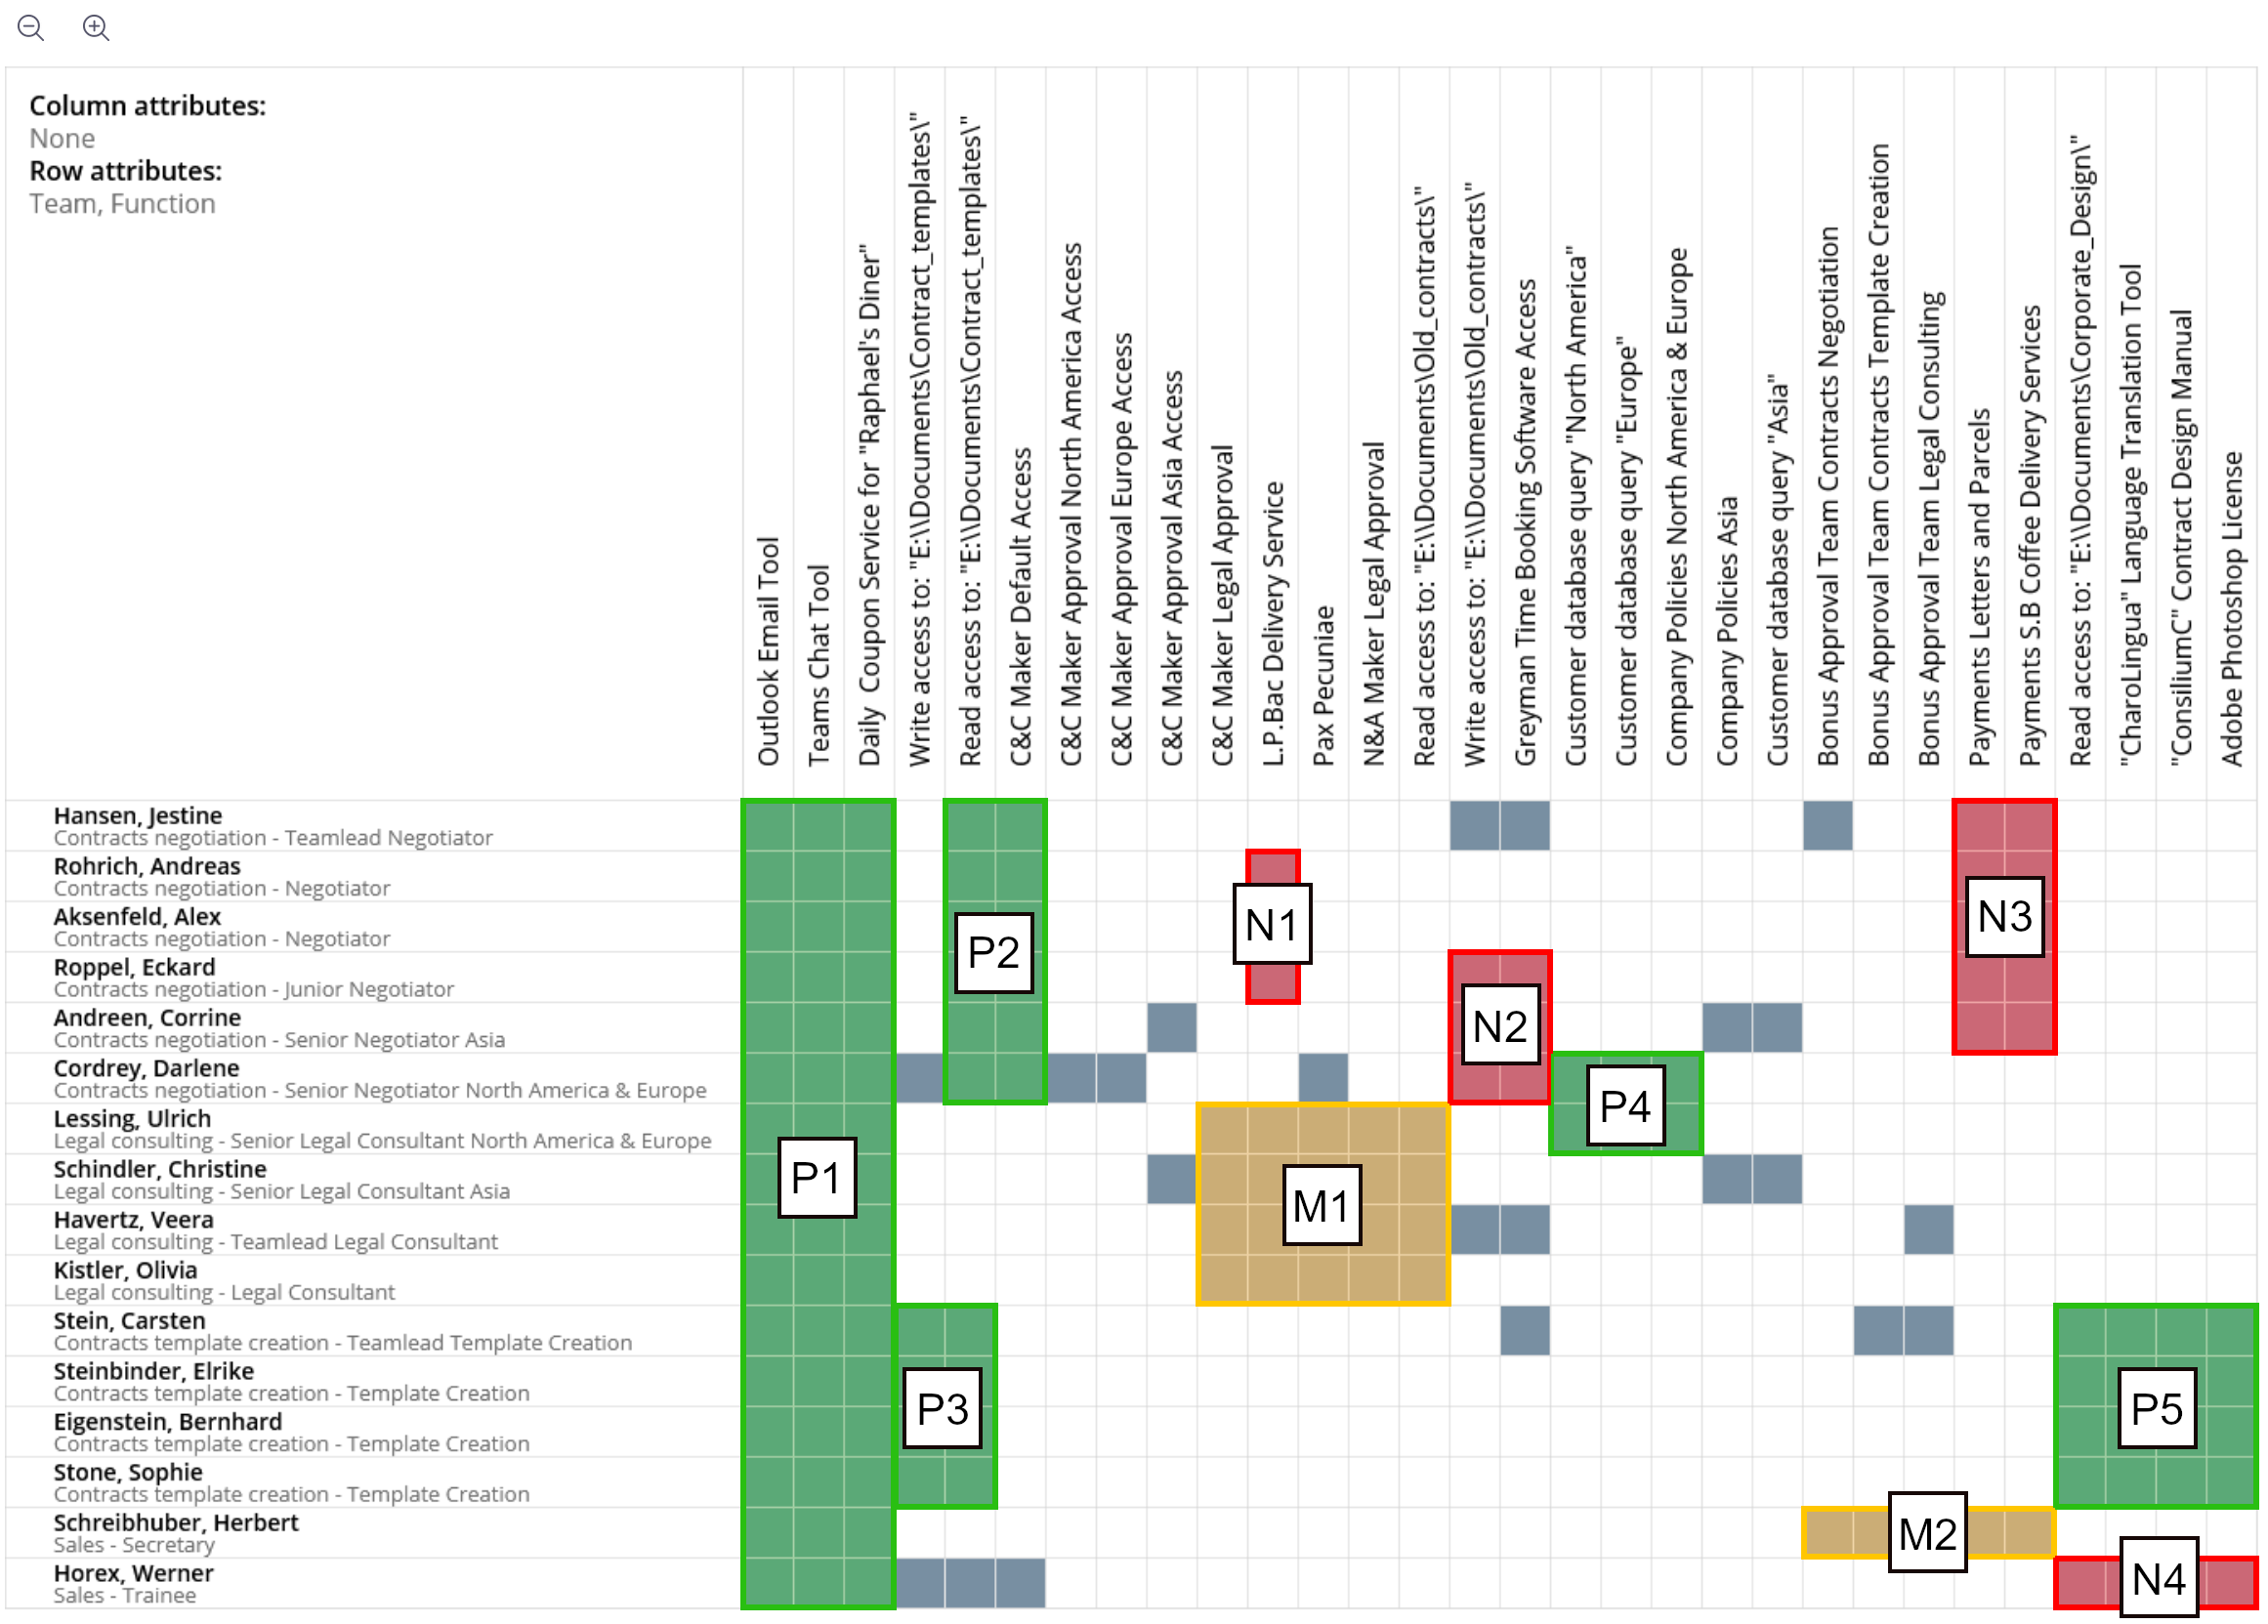 Column attributes:
None
Row attributes:
Team, Function
Outlook Email Tool
Teams Chat Tool
Daily  Coupon Service for "Raphael's Diner"
Write access to: "E:\\Documents\Contract_templates\"
Read access to: "E:\\Documents\Contract_templates\"
C&C Maker Default Access
C&C Maker Approval North America Access
C&C Maker Approval Europe Access
C&C Maker Approval Asia Access
C&C Maker Legal Approval
L.P.Bac Delivery Service
Pax Pecuniae
N&A Maker Legal Approval
Read access to: "E:\\Documents\Old_contracts\"
Write access to: "E:\\Documents\Old_contracts\"
Greyman Time Booking Software Access
Customer database query "North America"
Customer database query "Europe"
Company Policies North America & Europe
Company Policies Asia
Customer database query "Asia"
Bonus Approval Team Contracts Negotiation
Bonus Approval Team Contracts Template Creation
Bonus Approval Team Legal Consulting
Payments Letters and Parcels
Payments S.B Coffee Delivery Services
Read access to: "E:\\Documents\Corporate_Design\"
"CharoLingua" Language Translation Tool
"ConsiliumC" Contract Design Manual
Adobe Photoshop License
Hansen, Jestine
Contracts negotiation - Teamlead Negotiator
Rohrich, Andreas
Contracts negotiation - Negotiator
Aksenfeld, Alex
Contracts negotiation - Negotiator
Roppel, Eckard
Contracts negotiation - Junior Negotiator
Andreen, Corrine
Contracts negotiation - Senior Negotiator Asia
Cordrey, Darlene
Contracts negotiation - Senior Negotiator North America & Europe
Lessing, Ulrich
Legal consulting - Senior Legal Consultant North America & Europe
Schindler, Christine
Legal consulting - Senior Legal Consultant Asia
Havertz, Veera
Legal consulting - Teamlead Legal Consultant
Kistler, Olivia
Legal consulting - Legal Consultant
Stein, Carsten
Contracts template creation - Teamlead Template Creation
Steinbinder, Elrike
Contracts template creation - Template Creation
Eigenstein, Bernhard
Contracts template creation - Template Creation
Stone, Sophie
Contracts template creation - Template Creation
Schreibhuber, Herbert
Sales - Secretary
Horex, Werner
Sales - Trainee
P1
P2
N1
N2
N3
P4
M1
P3
P5
M2
N4